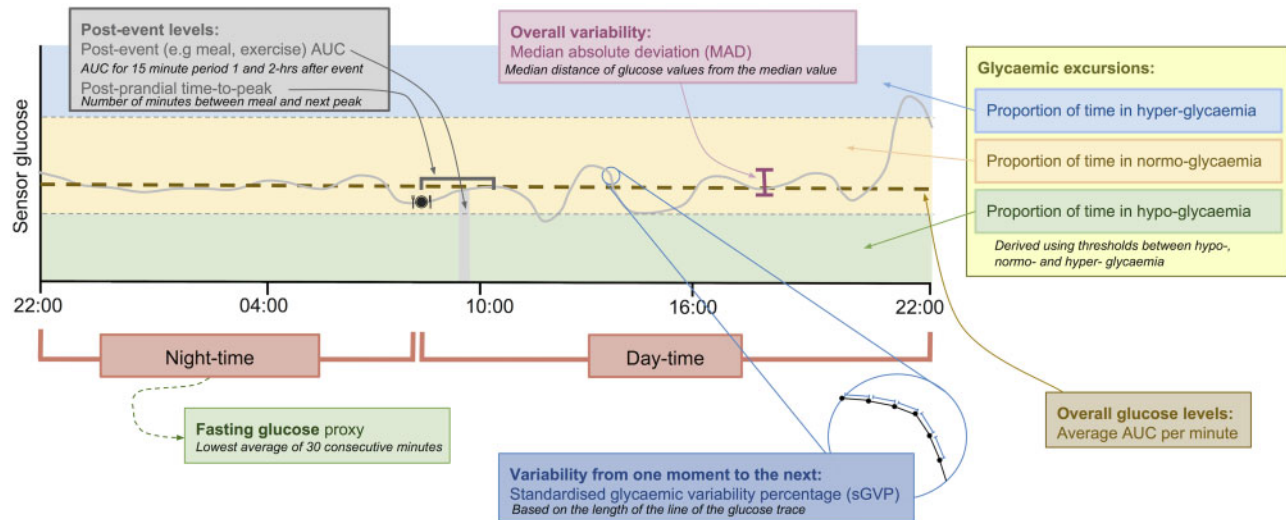 Post-event levels:
Post-event (e.g meal, exercise) AUC
AUC for 15 minute period 1 and 2-hrs after event
Post-prandial time-to-peak
Number of minutes between meal and next peak
Overall variability:
Median absolute deviation (MAD)
Median distance of glucose values from the median value
Glycaemic excursions:
Proportion of time in hyper-glycaemia
Proportion of time in normo-glycaemia
Proportion of time in hypo-glycaemia
Derived using thresholds between hypo-,
normo- and hyper- glycaemia
Sensor glucose
22:00
04:00
10:00
16:00
22:00
Night-time
Day-time
Fasting glucose proxy
Lowest average of 30 consecutive minutes
Overall glucose levels:
Average AUC per minute
Variability from one moment to the next:
Standardised glycaemic variability percentage (sGVP)
Based on the length of the line of the glucose trace